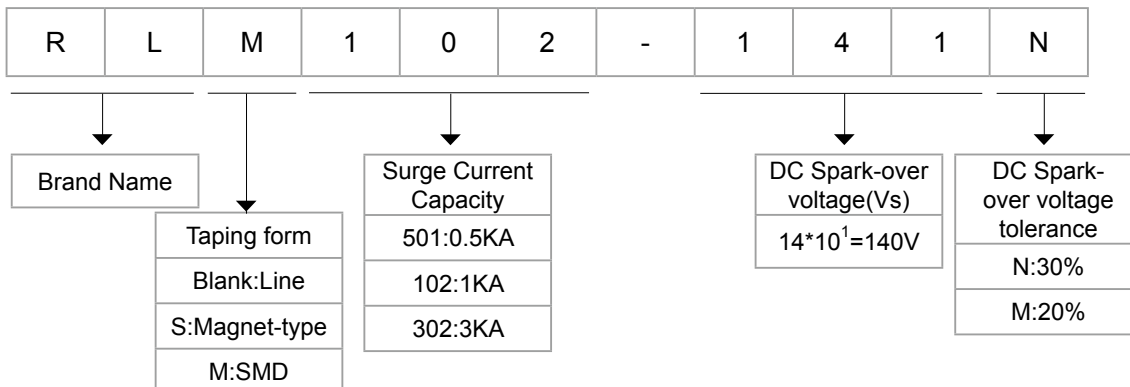 R L M 1 0 2 - 1 4 1 N
Brand Name
Taping form
Blank:Line
S:Magnet-type
M:SMD
Surge Current
Capacity
501:0.5KA
102:1KA
302:3KA
DC Spark-over
voltage(Vs)
14*10¹=140V
DC Spark-
over voltage
tolerance
N:30%
M:20%